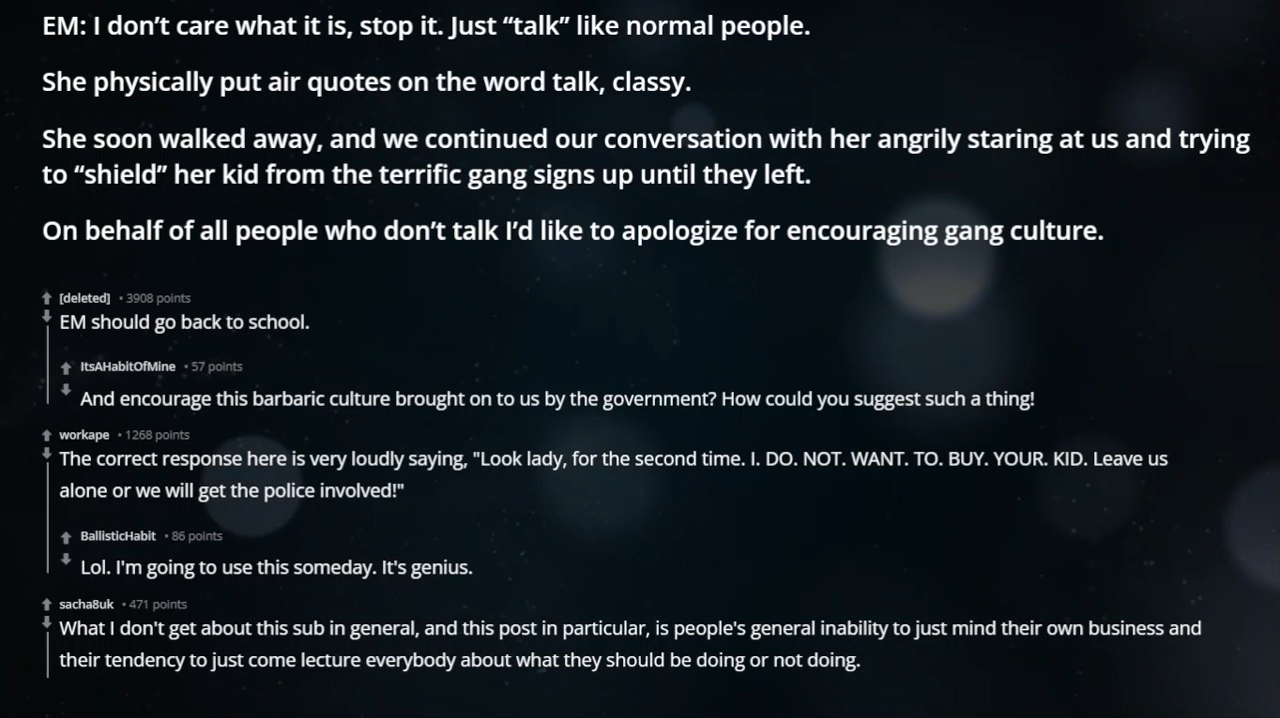 EM: I don’t care what it is, stop it. Just “talk” like normal people.
She physically put air quotes on the word talk, classy.
She soon walked away, and we continued our conversation with her angrily staring at us and trying
to “shield” her kid from the terrific gang signs up until they left.
On behalf of all people who don’t talk I’d like to apologize for encouraging gang culture.
[deleted] • 3908 points
EM should go back to school.
ItsAHabitOfMine • 57 points
And encourage this barbaric culture brought on to us by the government? How could you suggest such a thing!
workape • 1268 points
The correct response here is very loudly saying, "Look lady, for the second time. I. DO. NOT. WANT. TO. BUY. YOUR. KID. Leave us
alone or we will get the police involved!"
BallisticHabit • 86 points
Lol. I'm going to use this someday. It's genius.
sacha8uk • 471 points
What I don't get about this sub in general, and this post in particular, is people's general inability to just mind their own business and
their tendency to just come lecture everybody about what they should be doing or not doing.